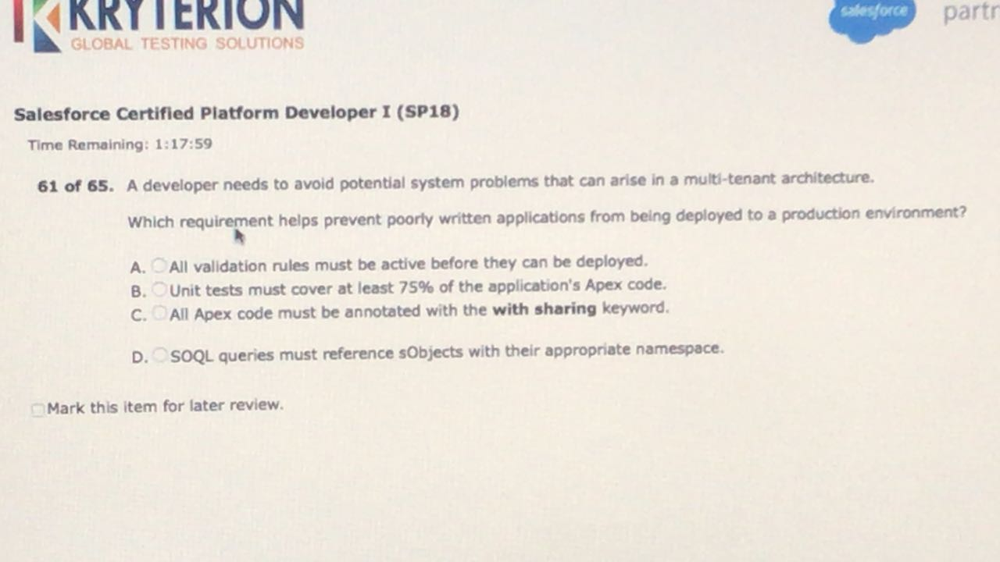 KRYTERION
GLOBAL TESTING SOLUTIONS
salesforce
partn
Salesforce Certified Platform Developer I (SP18)
Time Remaining: 1:17:59
61 of 65. A developer needs to avoid potential system problems that can arise in a multi-tenant architecture.
Which requirement helps prevent poorly written applications from being deployed to a production environment?
A. All validation rules must be active before they can be deployed.
B. Unit tests must cover at least 75% of the application's Apex code.
C. All Apex code must be annotated with the with sharing keyword.
D. SOQL queries must reference sObjects with their appropriate namespace.
Mark this item for later review.